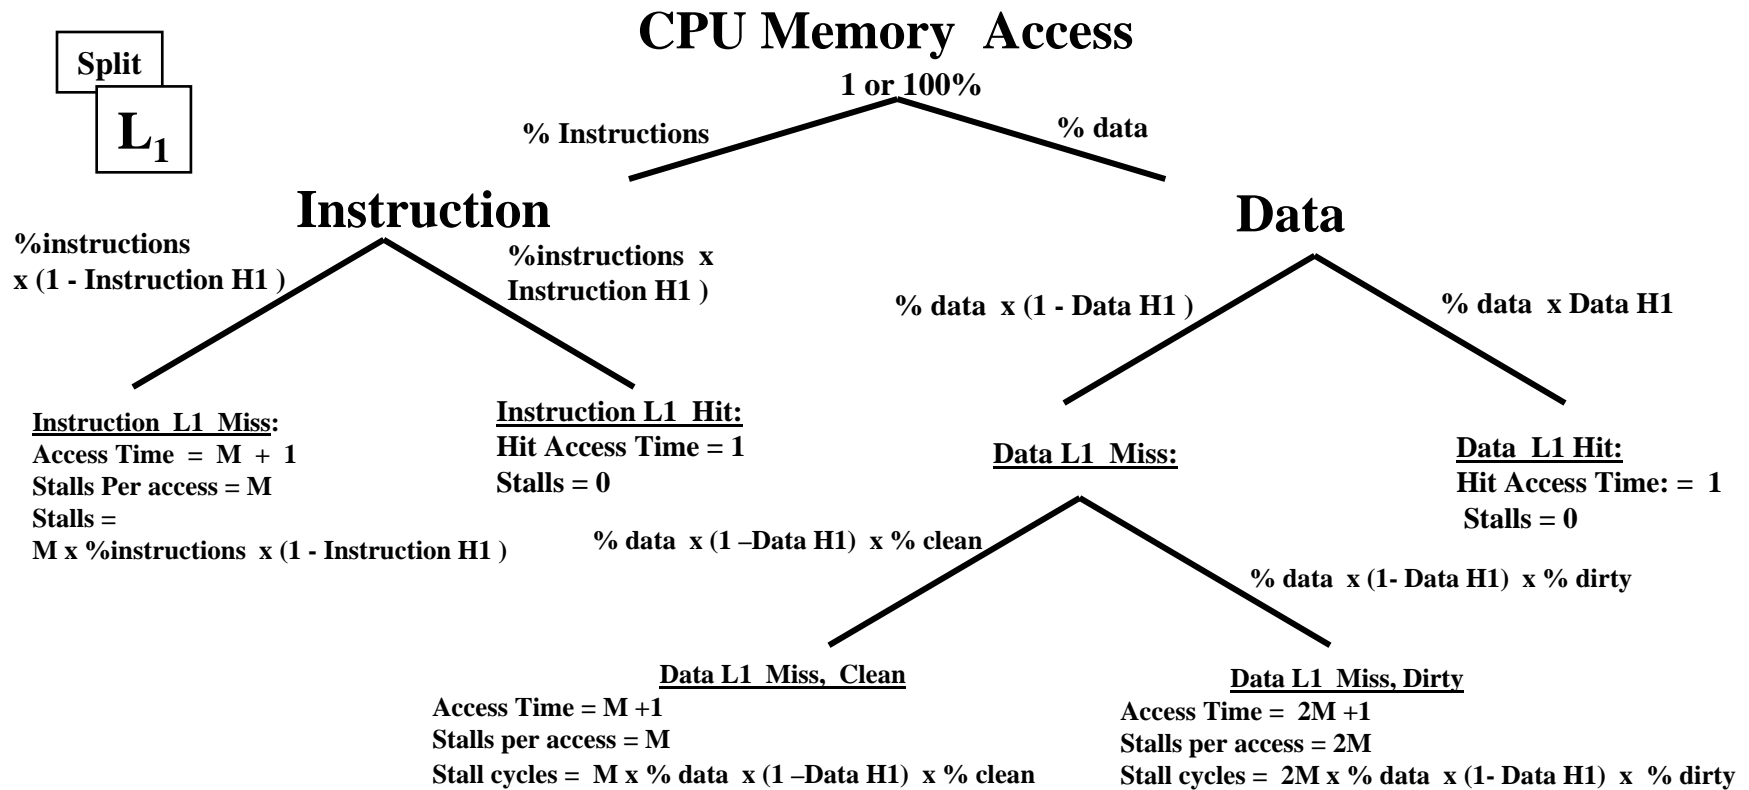 CPU Memory Access
Split
L1
1 or 100%
% Instructions
% data
Instruction
Data
%instructions
x (1 - Instruction H1 )
%instructions x
Instruction H1 )
% data x (1 - Data H1 )
% data x Data H1
Instruction L1 Miss:
Access Time = M + 1
Stalls Per access = M
Stalls =
M x %instructions x (1 - Instruction H1 )
Instruction L1 Hit:
Hit Access Time = 1
Stalls = 0
Data L1 Miss:
Data L1 Hit:
Hit Access Time: = 1
Stalls = 0
% data x (1 –Data H1) x % clean
% data x (1- Data H1) x % dirty
Data L1 Miss, Clean
Access Time = M +1
Stalls per access = M
Stall cycles = M x % data x (1 –Data H1) x % clean
Data L1 Miss, Dirty
Access Time = 2M +1
Stalls per access = 2M
Stall cycles = 2M x % data x (1- Data H1) x % dirty